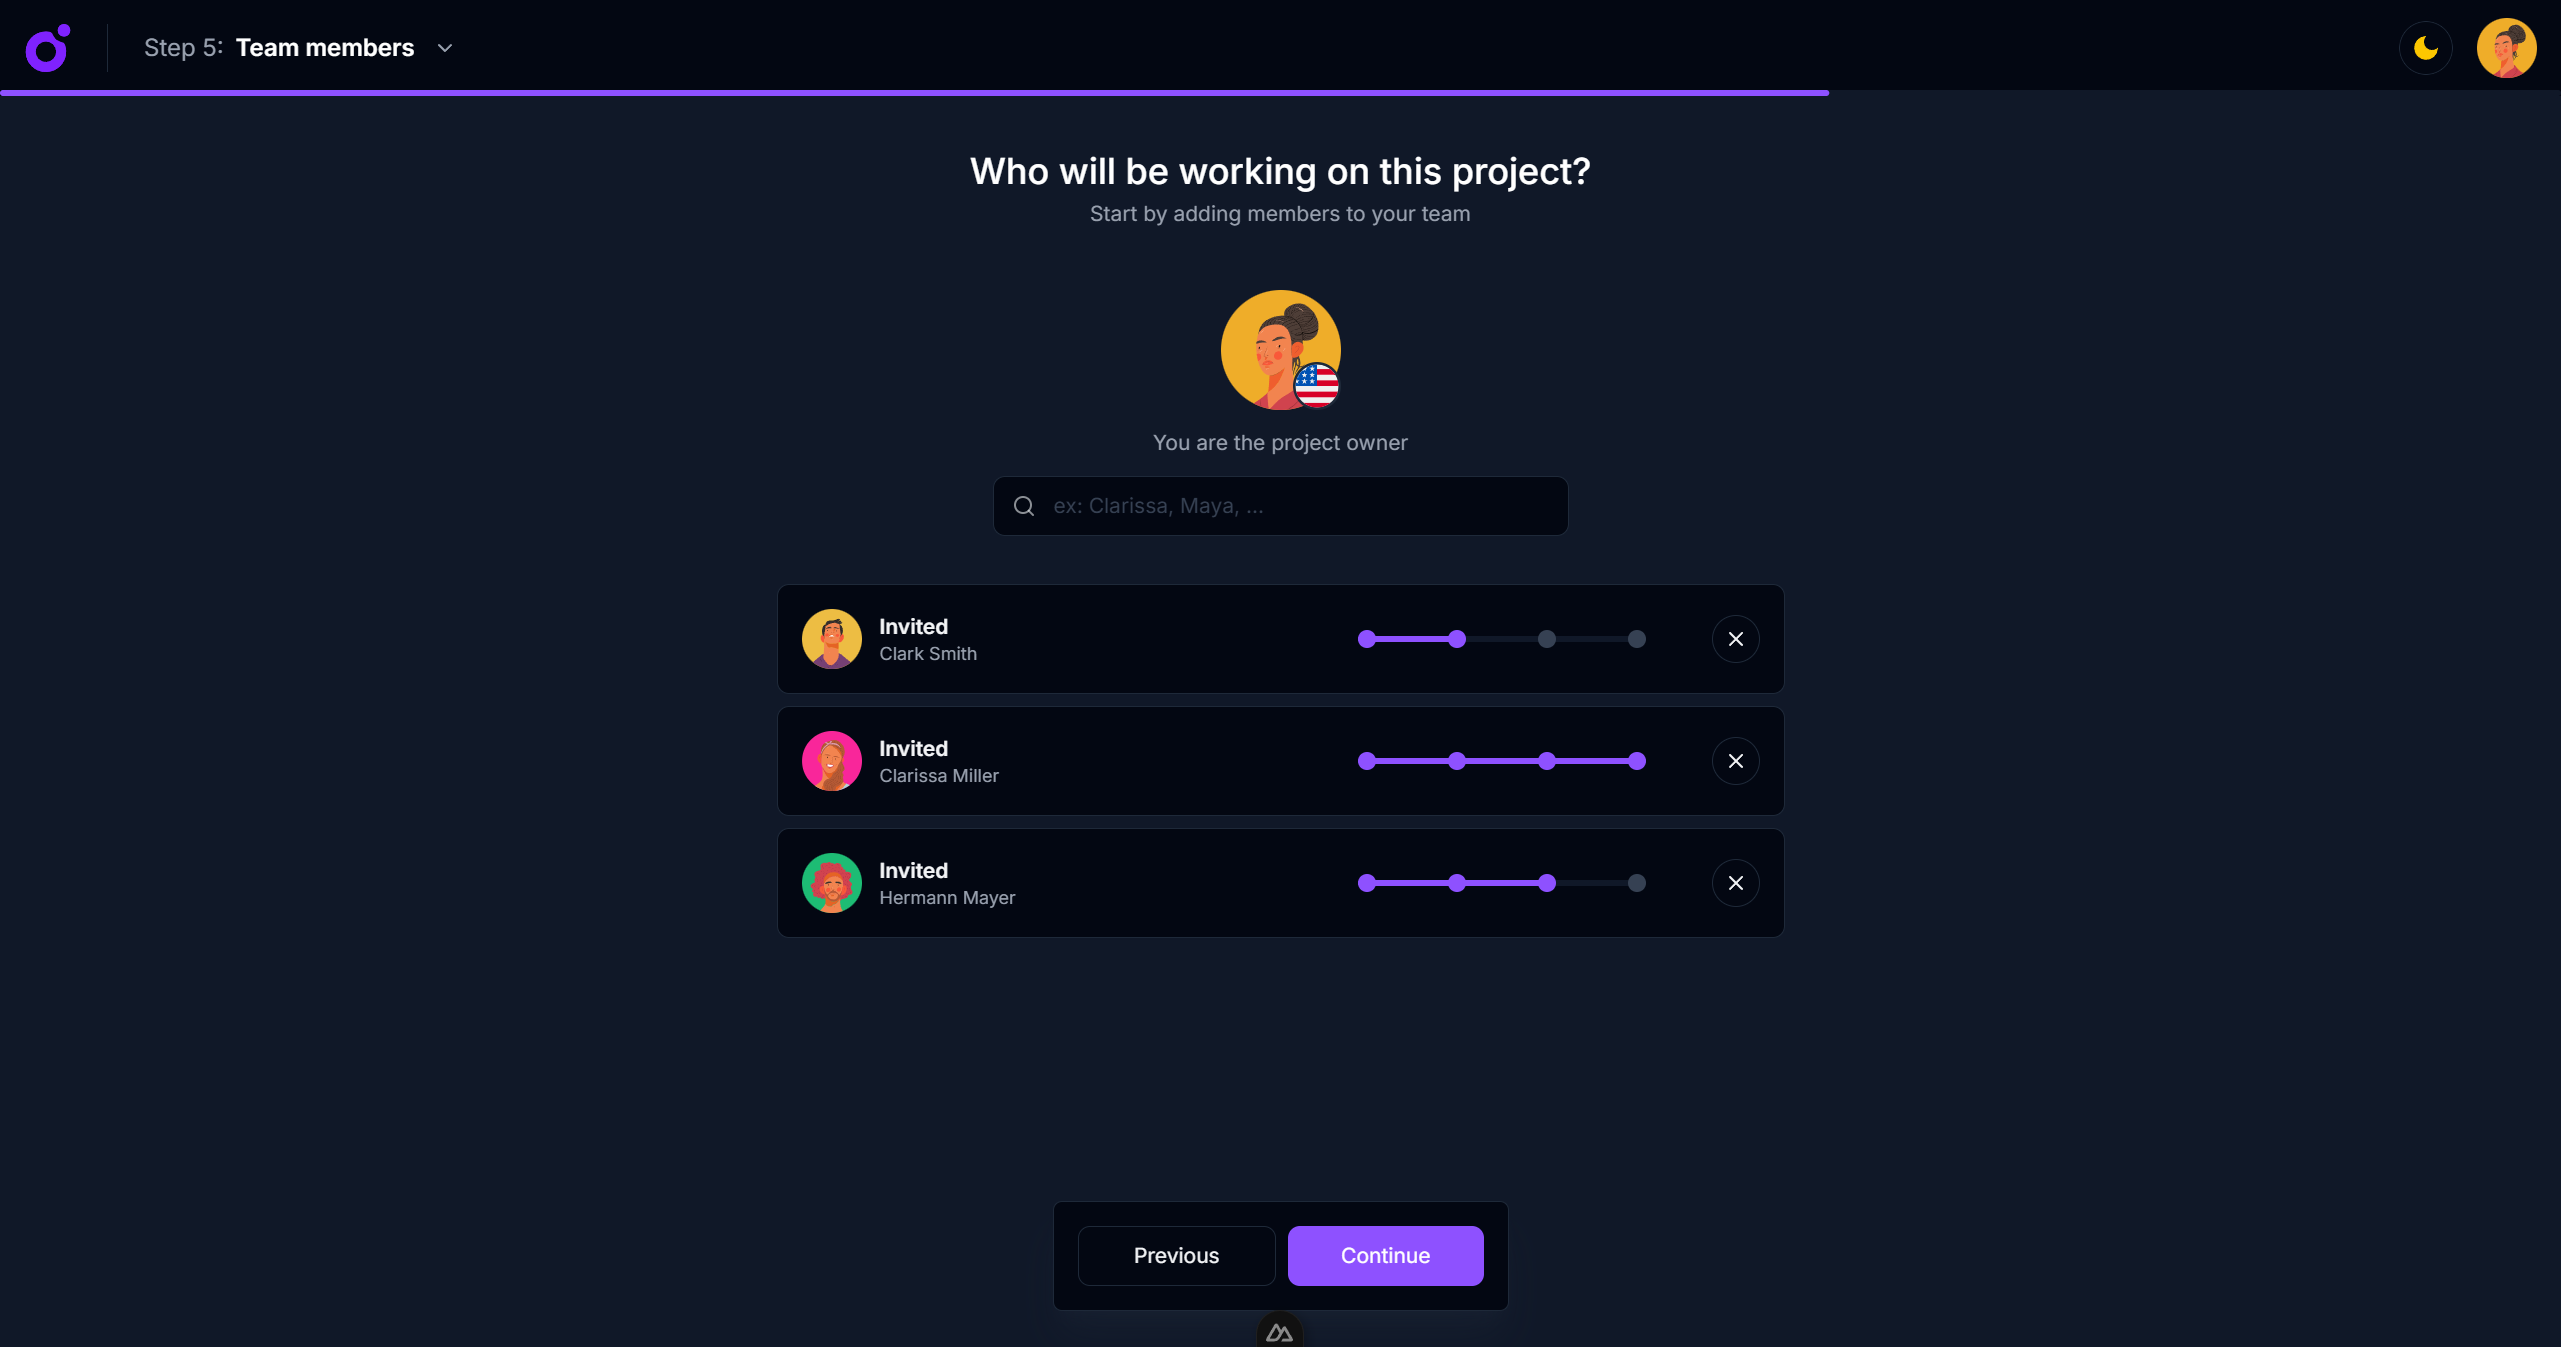 Step 5: Team members
Who will be working on this project?
Start by adding members to your team
You are the project owner
ex: Clarissa, Maya, ...
Invited
Clark Smith
Invited
Clarissa Miller
Invited
Hermann Mayer
Previous
Continue